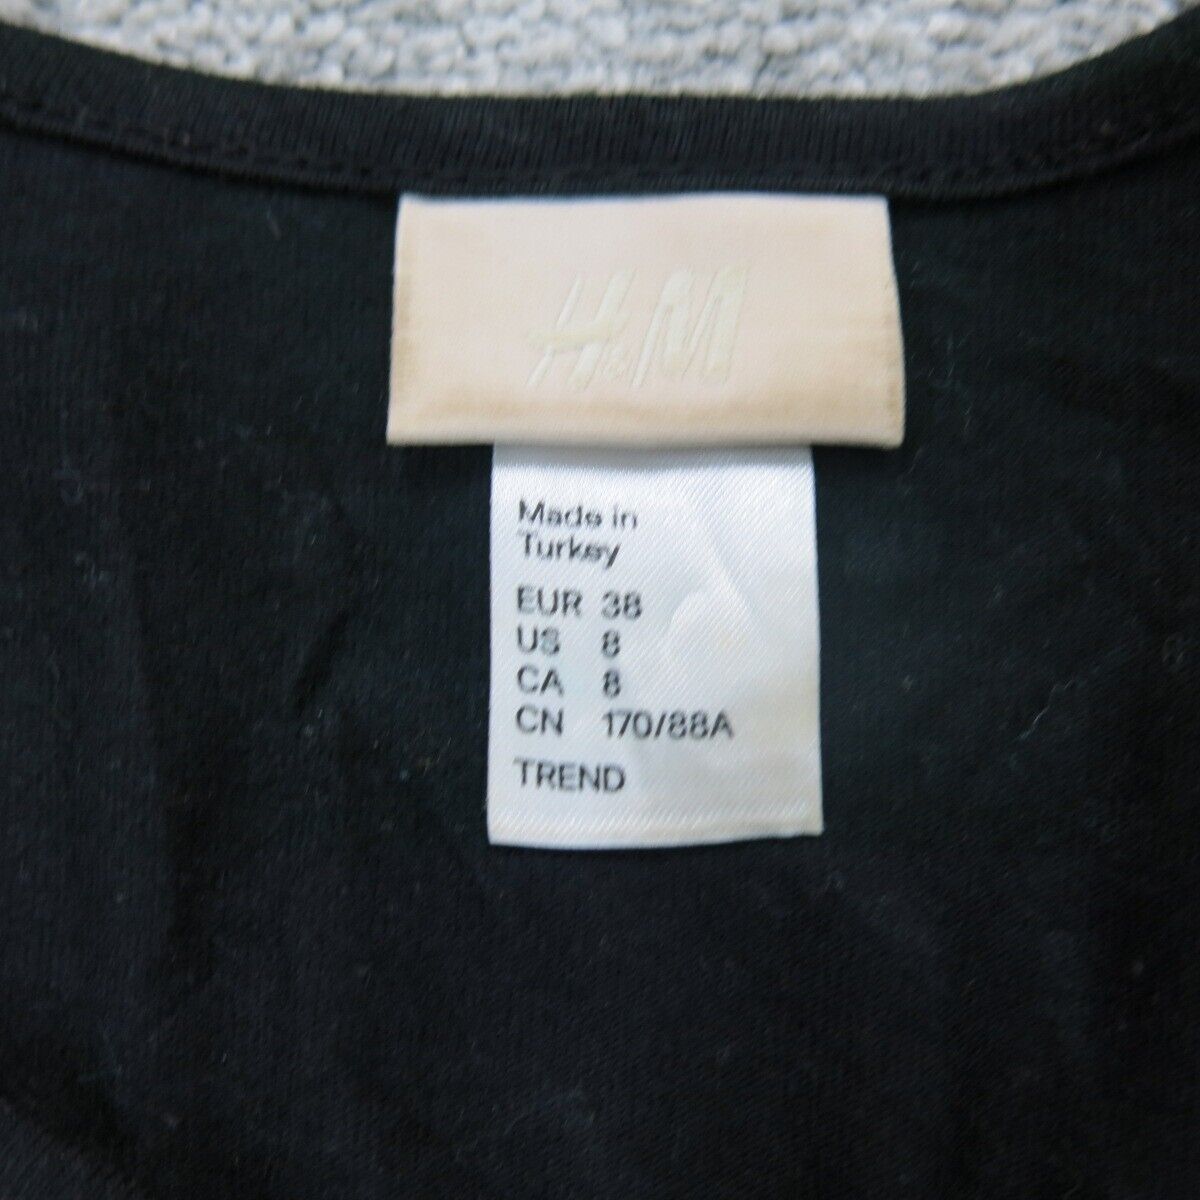 H&M
Made in
Turkey
EUR 38
US 8
CA 8
CN 170/88A
TREND